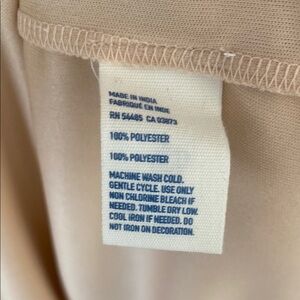 MADE IN INDIA
FABRIQUÉ EN INDE
RN 54485 CA 03873
100% POLYESTER
100% POLYESTER
MACHINE WASH COLD.
GENTLE CYCLE. USE ONLY
NON CHLORINE BLEACH IF
NEEDED. TUMBLE DRY LOW.
COOL IRON IF NEEDED. DO
NOT IRON ON DECORATION.